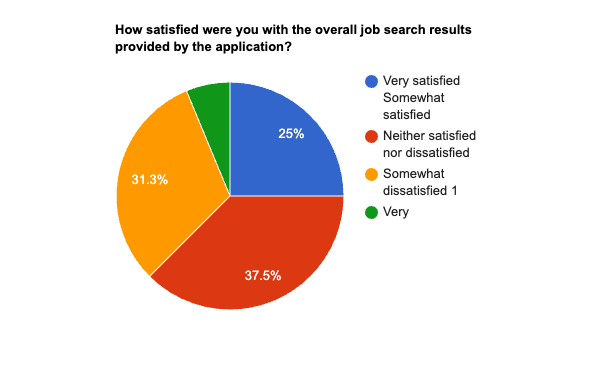 How satisfied were you with the overall job search results
provided by the application?
25%
31.3%
37.5%
Very satisfied
Somewhat
satisfied
Neither satisfied
nor dissatisfied
Somewhat
dissatisfied 1
Very